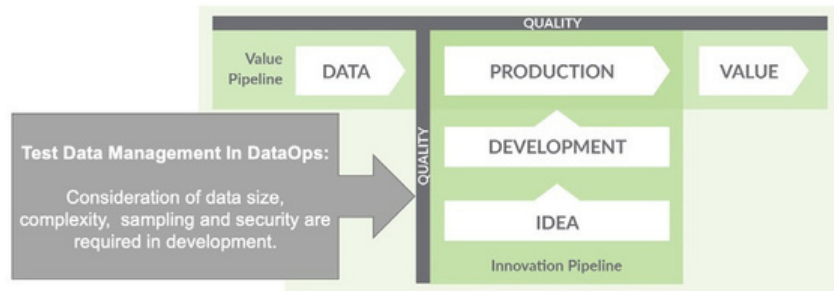 QUALITY
Value
Pipeline
DATA
PRODUCTION
VALUE
QUALITY
Test Data Management In DataOps:
Consideration of data size,
complexity, sampling and security are
required in development.
DEVELOPMENT
IDEA
Innovation Pipeline